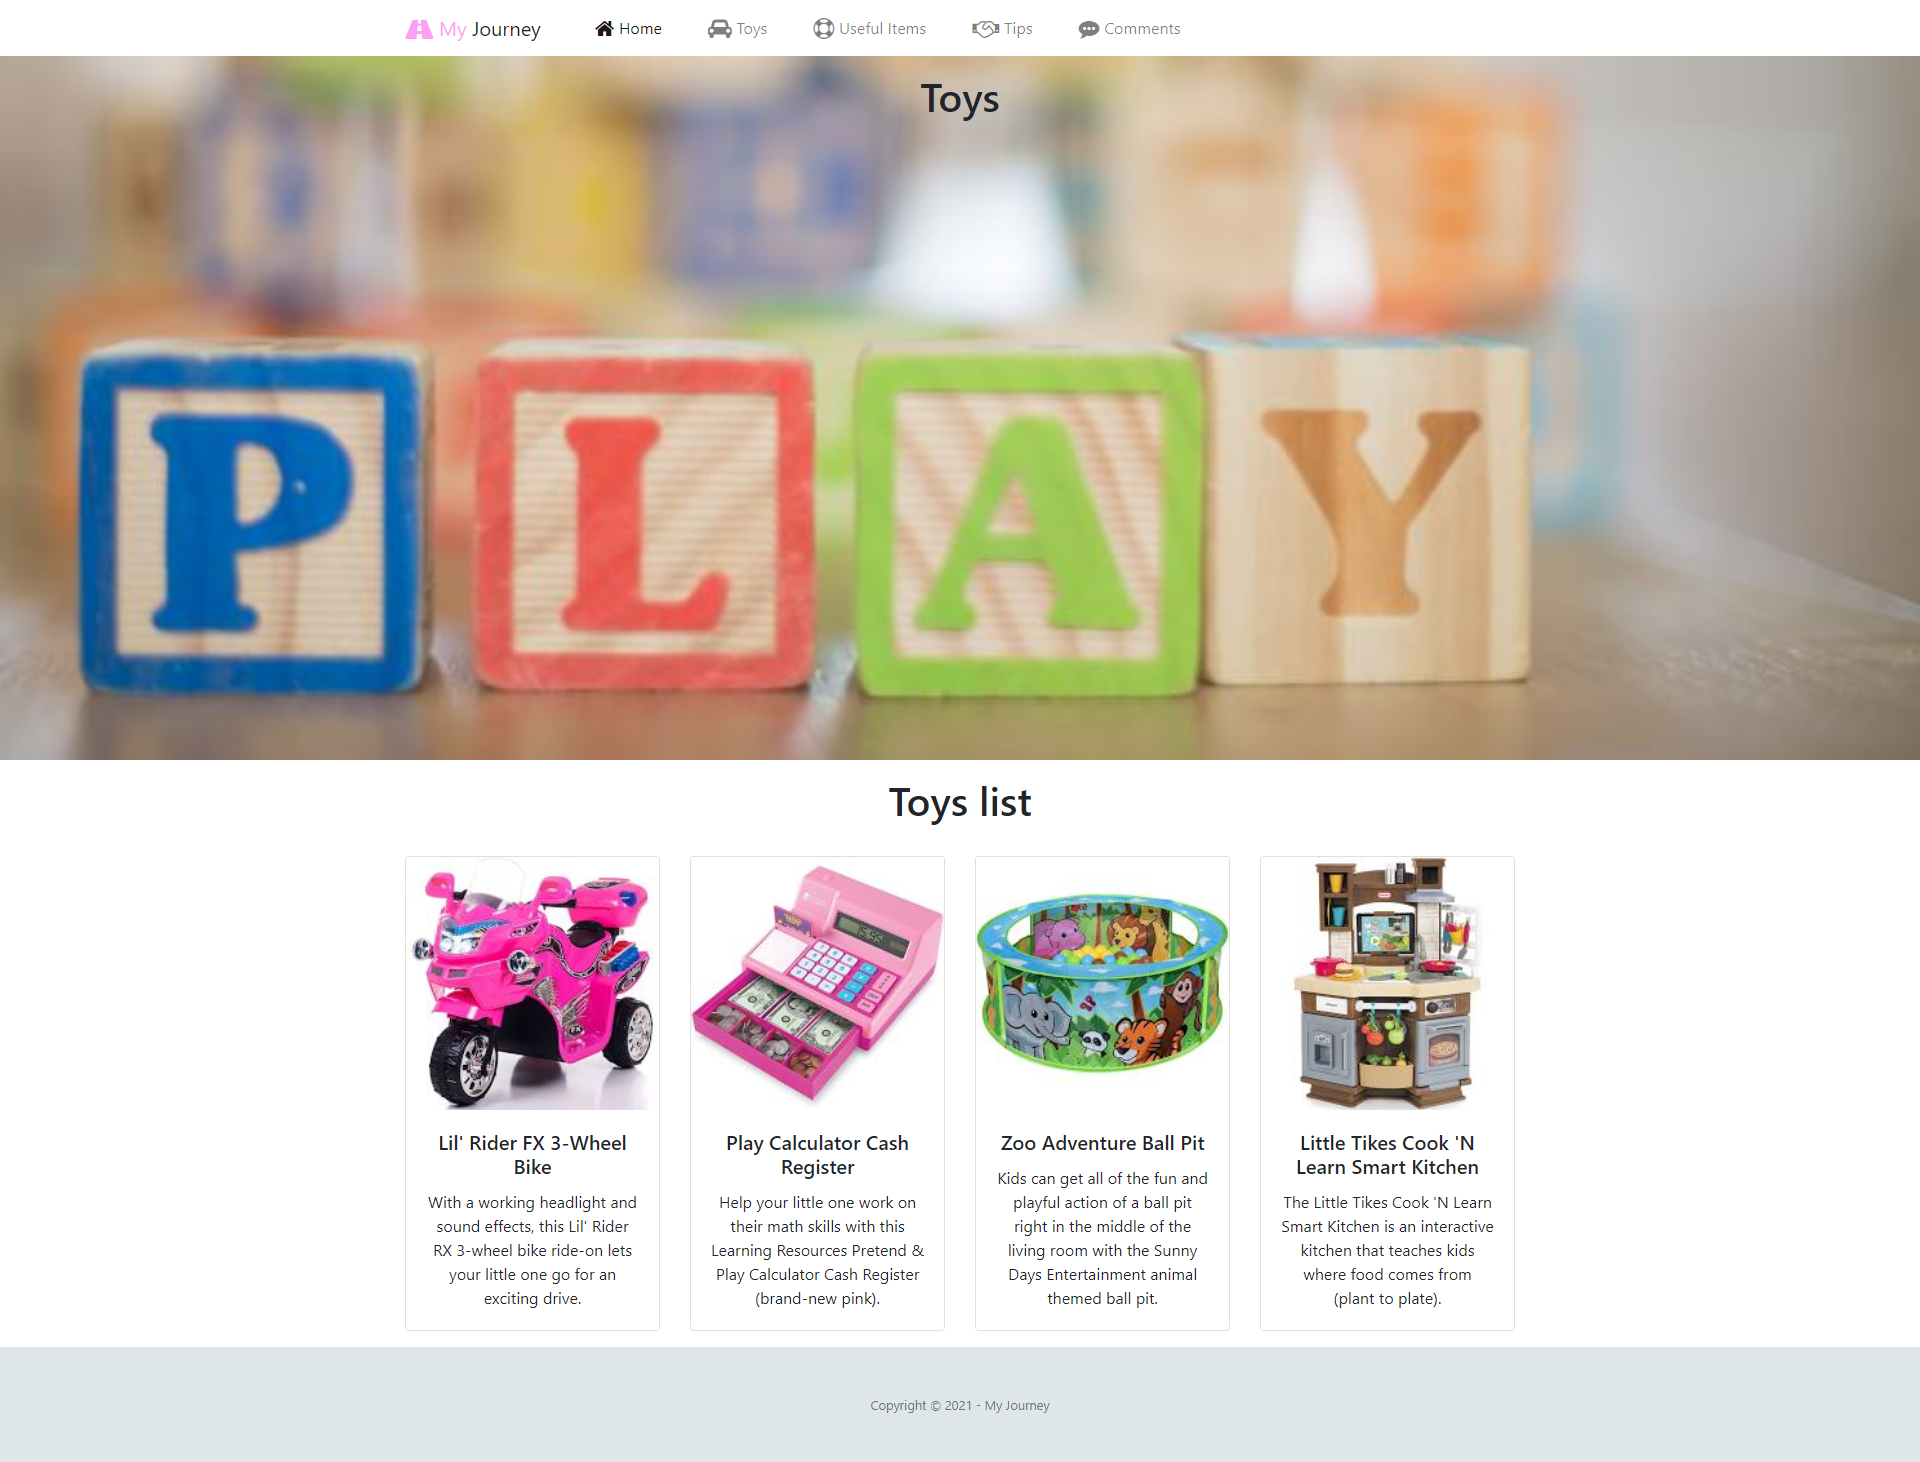 My Journey Home Toys Useful Items Tips Comments
Toys
P L A Y
Toys list
Lil' Rider FX 3-Wheel
Bike
With a working headlight and
sound effects, this Lil' Rider
RX 3-wheel bike ride-on lets
your little one go for an
exciting drive.
Play Calculator Cash
Register
Help your little one work on
their math skills with this
Learning Resources Pretend &
Play Calculator Cash Register
(brand-new pink).
Zoo Adventure Ball Pit
Kids can get all of the fun and
playful action of a ball pit
right in the middle of the
living room with the Sunny
Days Entertainment animal
themed ball pit.
Little Tikes Cook 'N
Learn Smart Kitchen
The Little Tikes Cook 'N Learn
Smart Kitchen is an interactive
kitchen that teaches kids
where food comes from
(plant to plate).
Copyright © 2021 - My Journey